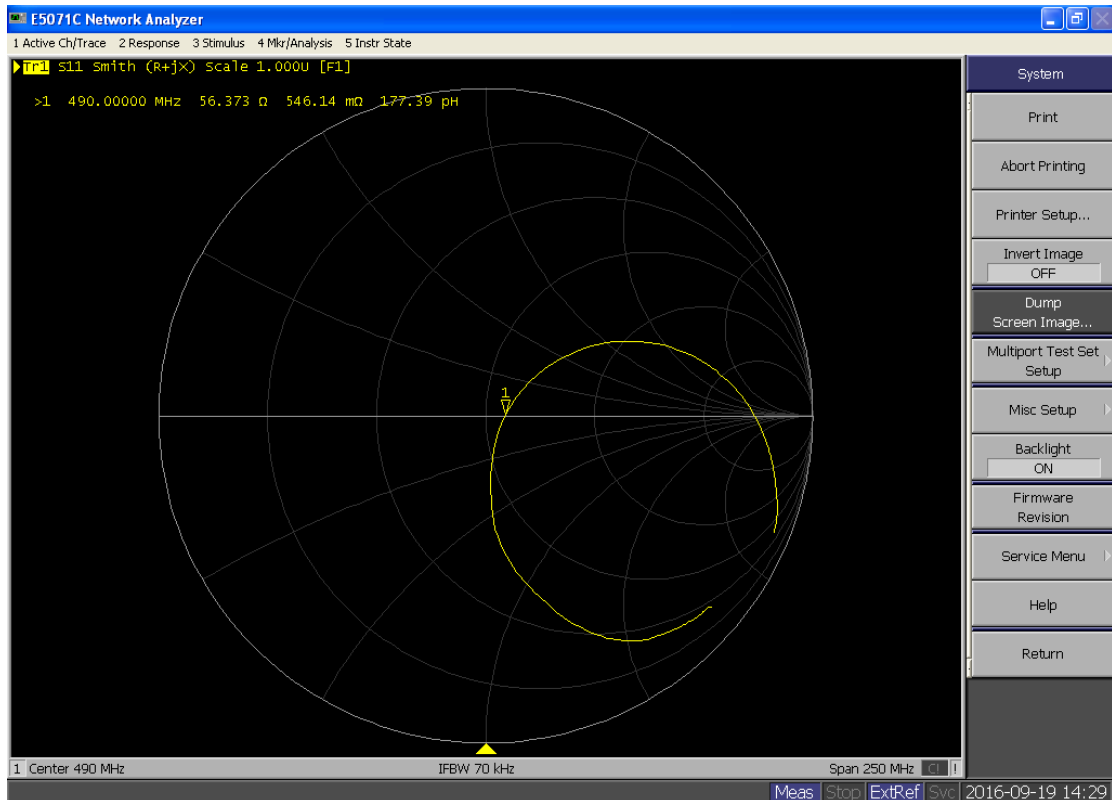 E5071C Network Analyzer
1 Active Ch/Trace 2 Response 3 Stimulus 4 Mkr/Analysis 5 Instr State
Tr1 S11 Smith (R+jX) Scale 1.000U [F1]
>1 490.00000 MHz 56.373 Ω 546.14 mΩ 177.39 pH
1
System
Print
Abort Printing
Printer Setup...
Invert Image
OFF
Dump
Screen Image...
Multiport Test Set
Setup
Misc Setup
Backlight
ON
Firmware
Revision
Service Menu
Help
Return
1 Center 490 MHz IFBW 70 kHz Span 250 MHz C! !
Meas Stop ExtRef Svc 2016-09-19 14:29